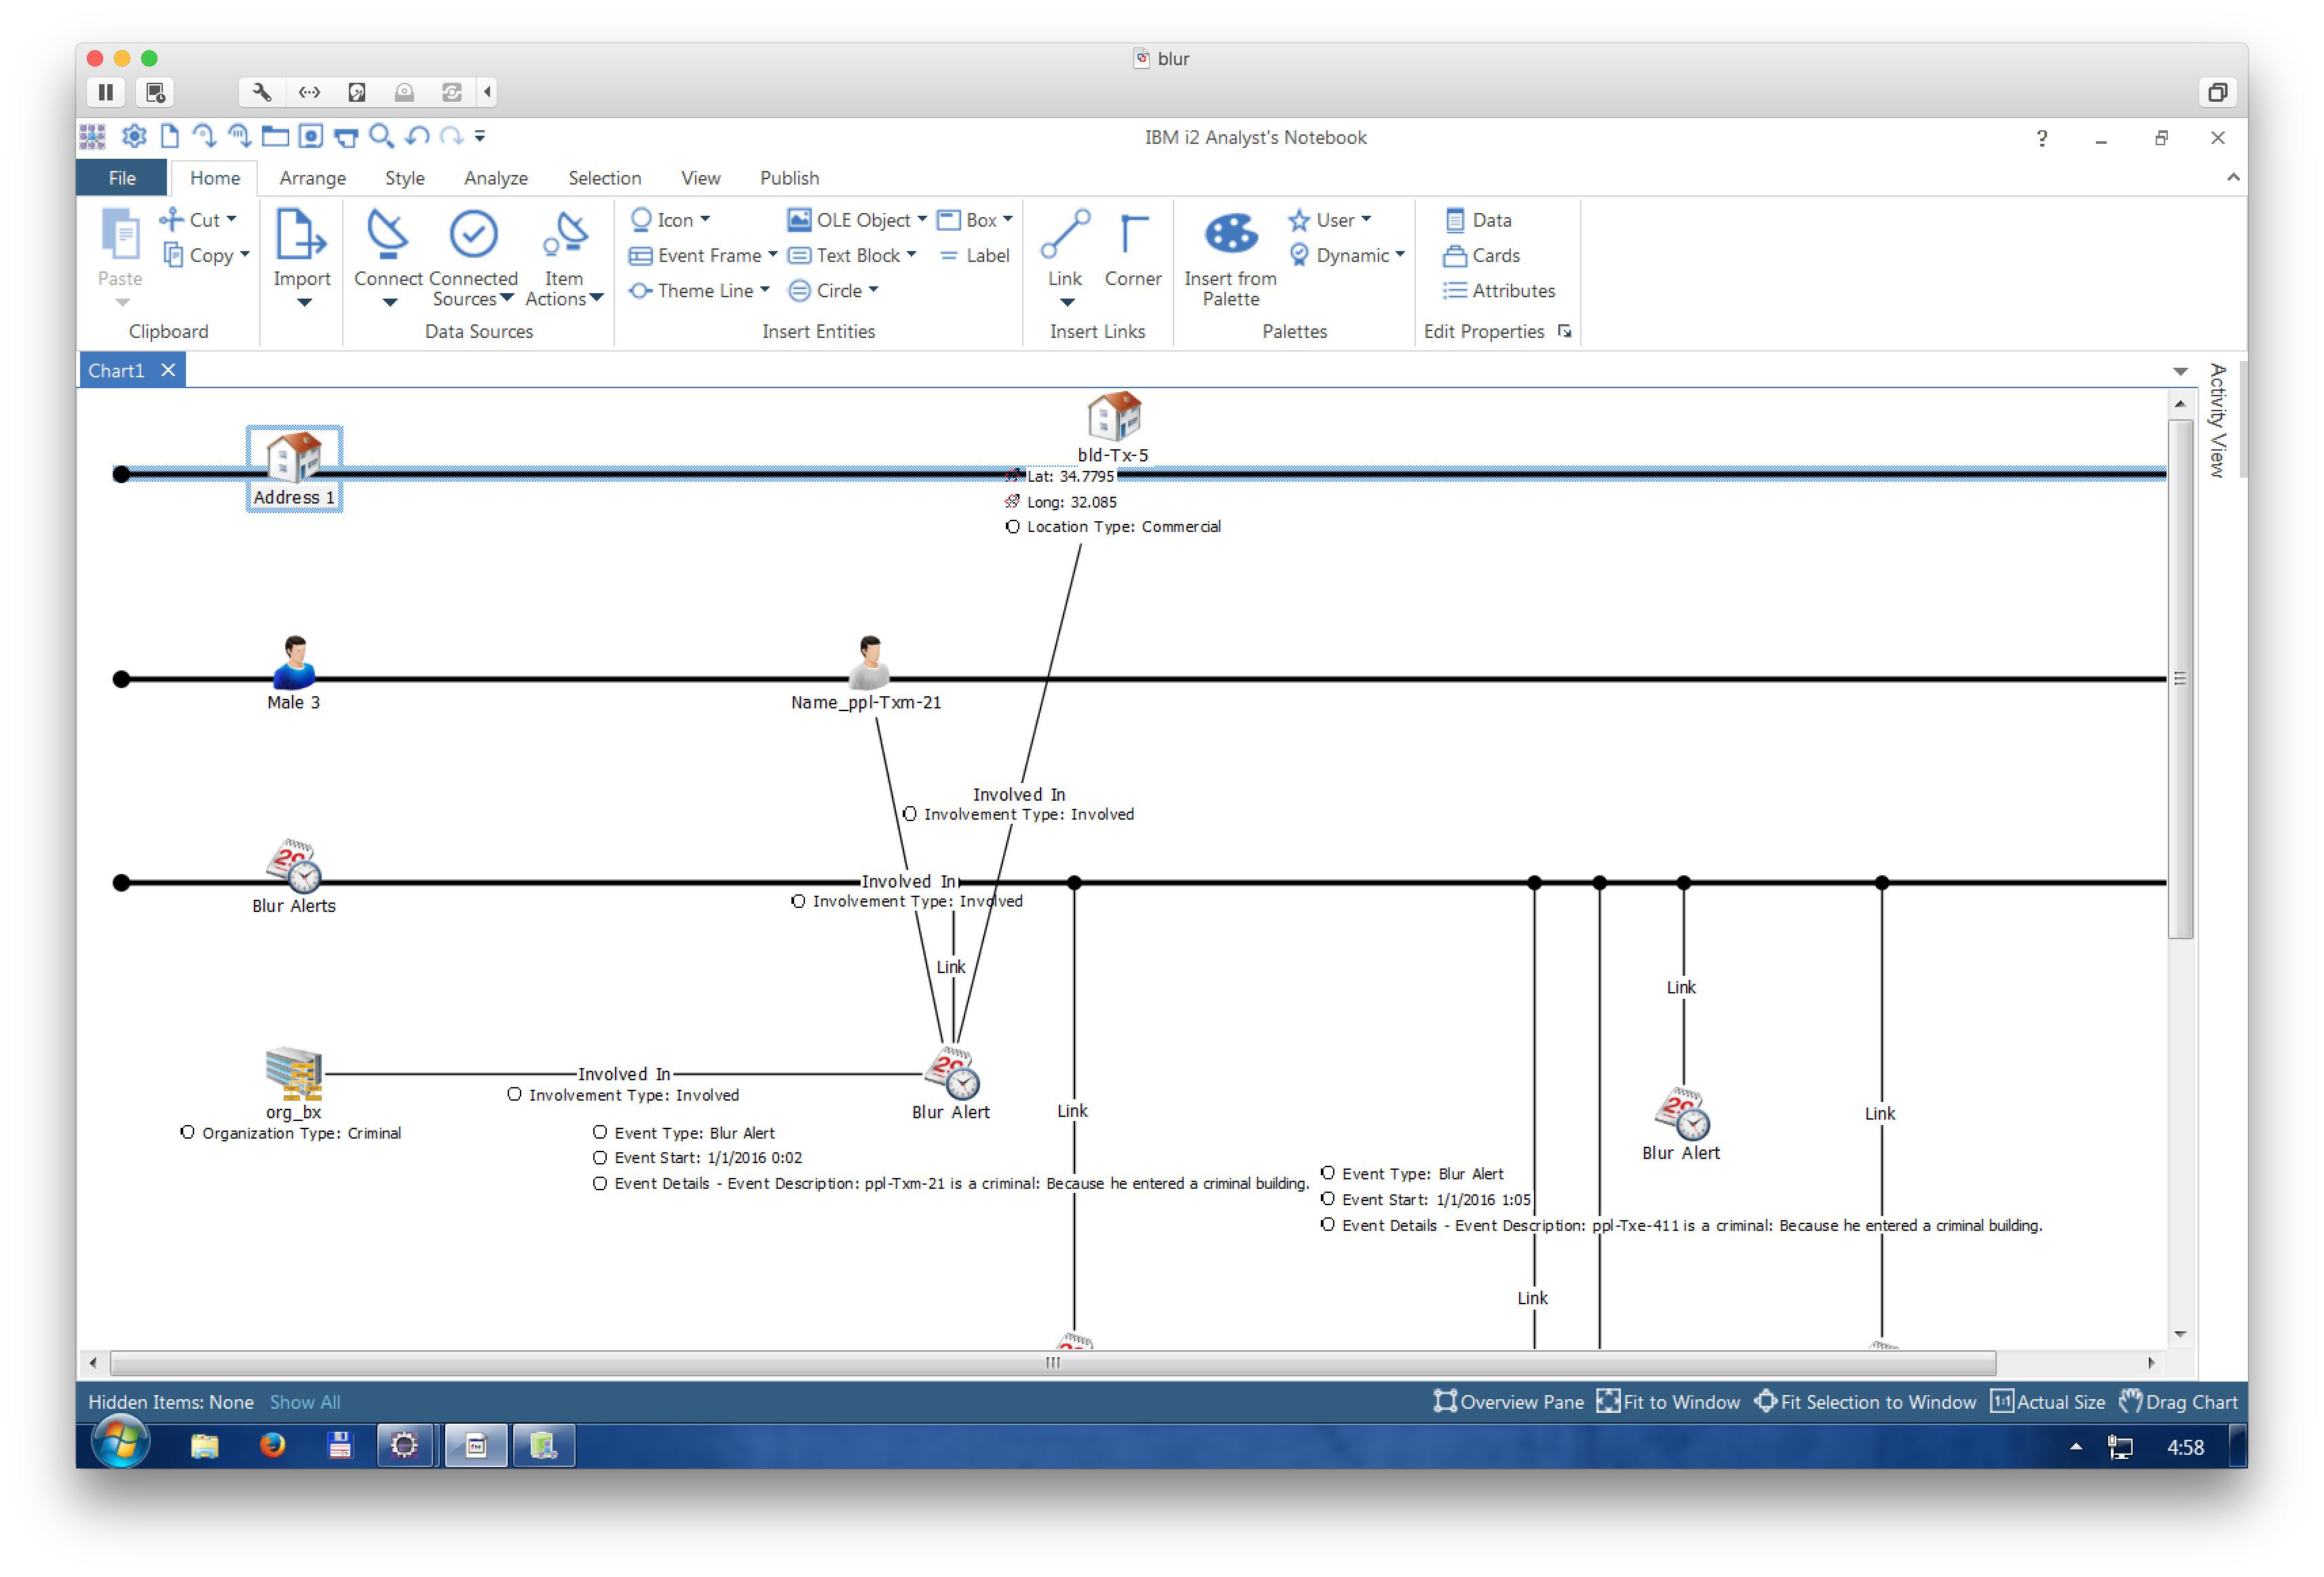 blur
IBM i2 Analyst's Notebook
?
File Home Arrange Style Analyze Selection View Publish
Paste
Cut
Copy
Clipboard
Import
Connect
Connected Sources
Item Actions
Data Sources
Icon
Event Frame
Theme Line
OLE Object
Text Block
Circle
Box
Label
Insert Entities
Link
Corner
Insert Links
Insert from Palette
User
Dynamic
Palettes
Data
Cards
Attributes
Edit Properties
Chart1
Activity View
Address 1
bld-Tx-5
Lat: 34.7795
Long: 32.085
Location Type: Commercial
Male 3
Name_ppl-Txm-21
Involved In
Involvement Type: Involved
Blur Alerts
Involved In
Involvement Type: Involved
Link
Link
org_bx
Organization Type: Criminal
Involved In
Involvement Type: Involved
Blur Alert
Link
Link
Blur Alert
Event Type: Blur Alert
Event Start: 1/1/2016 0:02
Event Details - Event Description: ppl-Txm-21 is a criminal: Because he entered a criminal building.
Event Type: Blur Alert
Event Start: 1/1/2016 1:05
Event Details - Event Description: ppl-Txe-411 is a criminal: Because he entered a criminal building.
Link
Hidden Items: None Show All
Overview Pane Fit to Window Fit Selection to Window 1:1 Actual Size Drag Chart
4:58